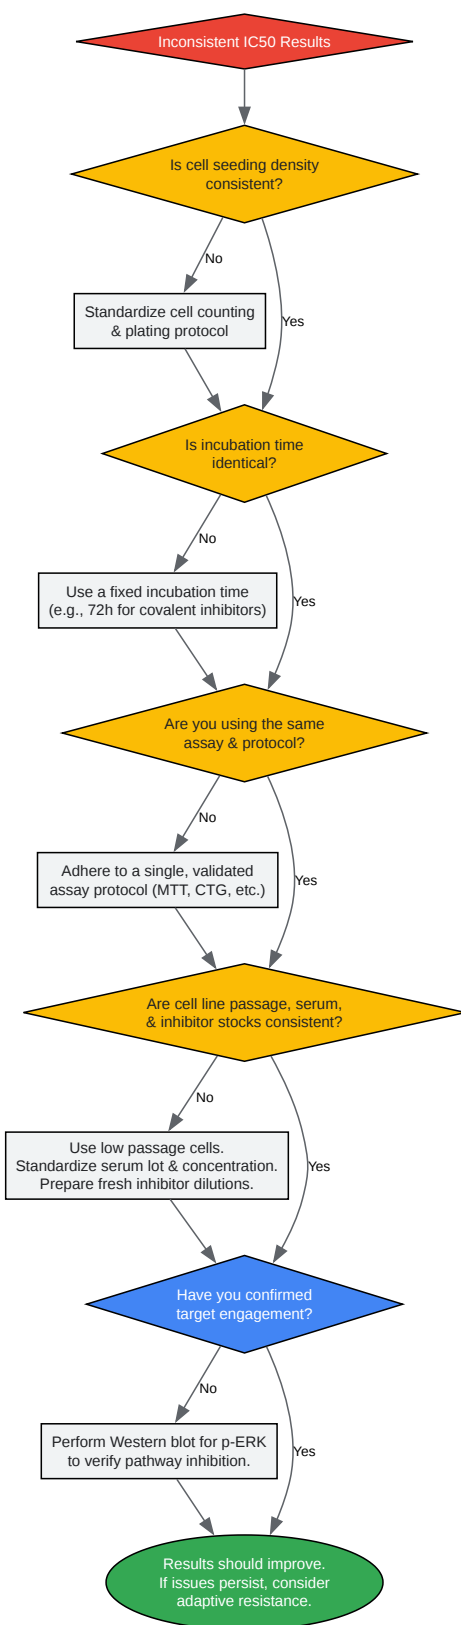 Inconsistent IC50 Results
Is cell seeding density
consistent?
No
Yes
Standardize cell counting
& plating protocol
Is incubation time
identical?
No
Yes
Use a fixed incubation time
(e.g., 72h for covalent inhibitors)
Are you using the same
assay & protocol?
No
Yes
Adhere to a single, validated
assay protocol (MTT, CTG, etc.)
Are cell line passage, serum,
& inhibitor stocks consistent?
No
Yes
Use low passage cells.
Standardize serum lot & concentration.
Prepare fresh inhibitor dilutions.
Have you confirmed
target engagement?
No
Yes
Perform Western blot for p-ERK
to verify pathway inhibition.
Results should improve.
If issues persist, consider
adaptive resistance.